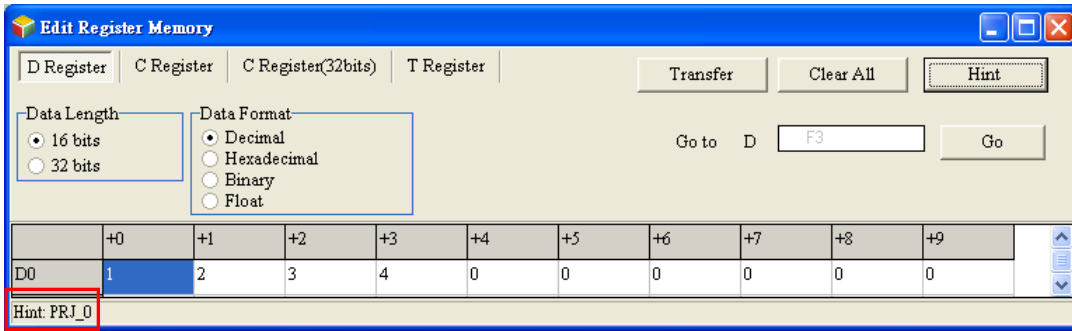 Edit Register Memory
D Register C Register C Register(32bits) T Register Transfer Clear All Hint
Data Length Data Format
16 bits Decimal Go to D F3 Go
32 bits Hexadecimal
Binary
Float
+0 +1 +2 +3 +4 +5 +6 +7 +8 +9
D0 1 2 3 4 0 0 0 0 0 0
Hint: PRJ_0